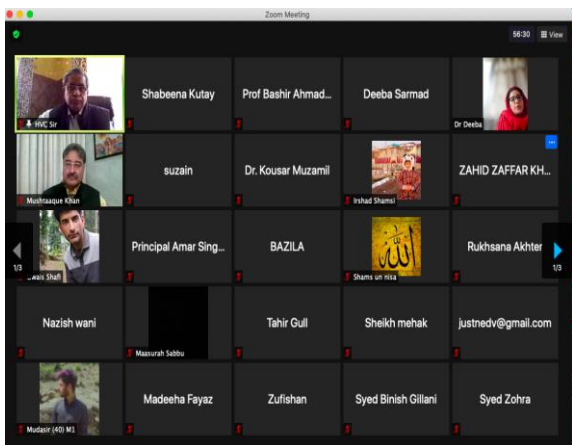 Zoom Meeting
56:30 View
HVC Sir
Shabeena Kutay
Prof Bashir Ahmad...
Deeba Sarmad
Dr Deeba
Mushtaaque Khan
suzain
Dr. Kousar Muzamil
Irshad Shamsi
ZAHID ZAFFAR KH...
1/3
wais Shafi
Principal Amar Sing...
BAZILA
الله
Shams un nisa
Rukhsana Akhter
1/3
Nazish wani
Maasurah Sabbu
Tahir Gull
Sheikh mehak
justnedv@gmail.com
Mudasir (40) M1
Madeeha Fayaz
Zufishan
Syed Binish Gillani
Syed Zohra